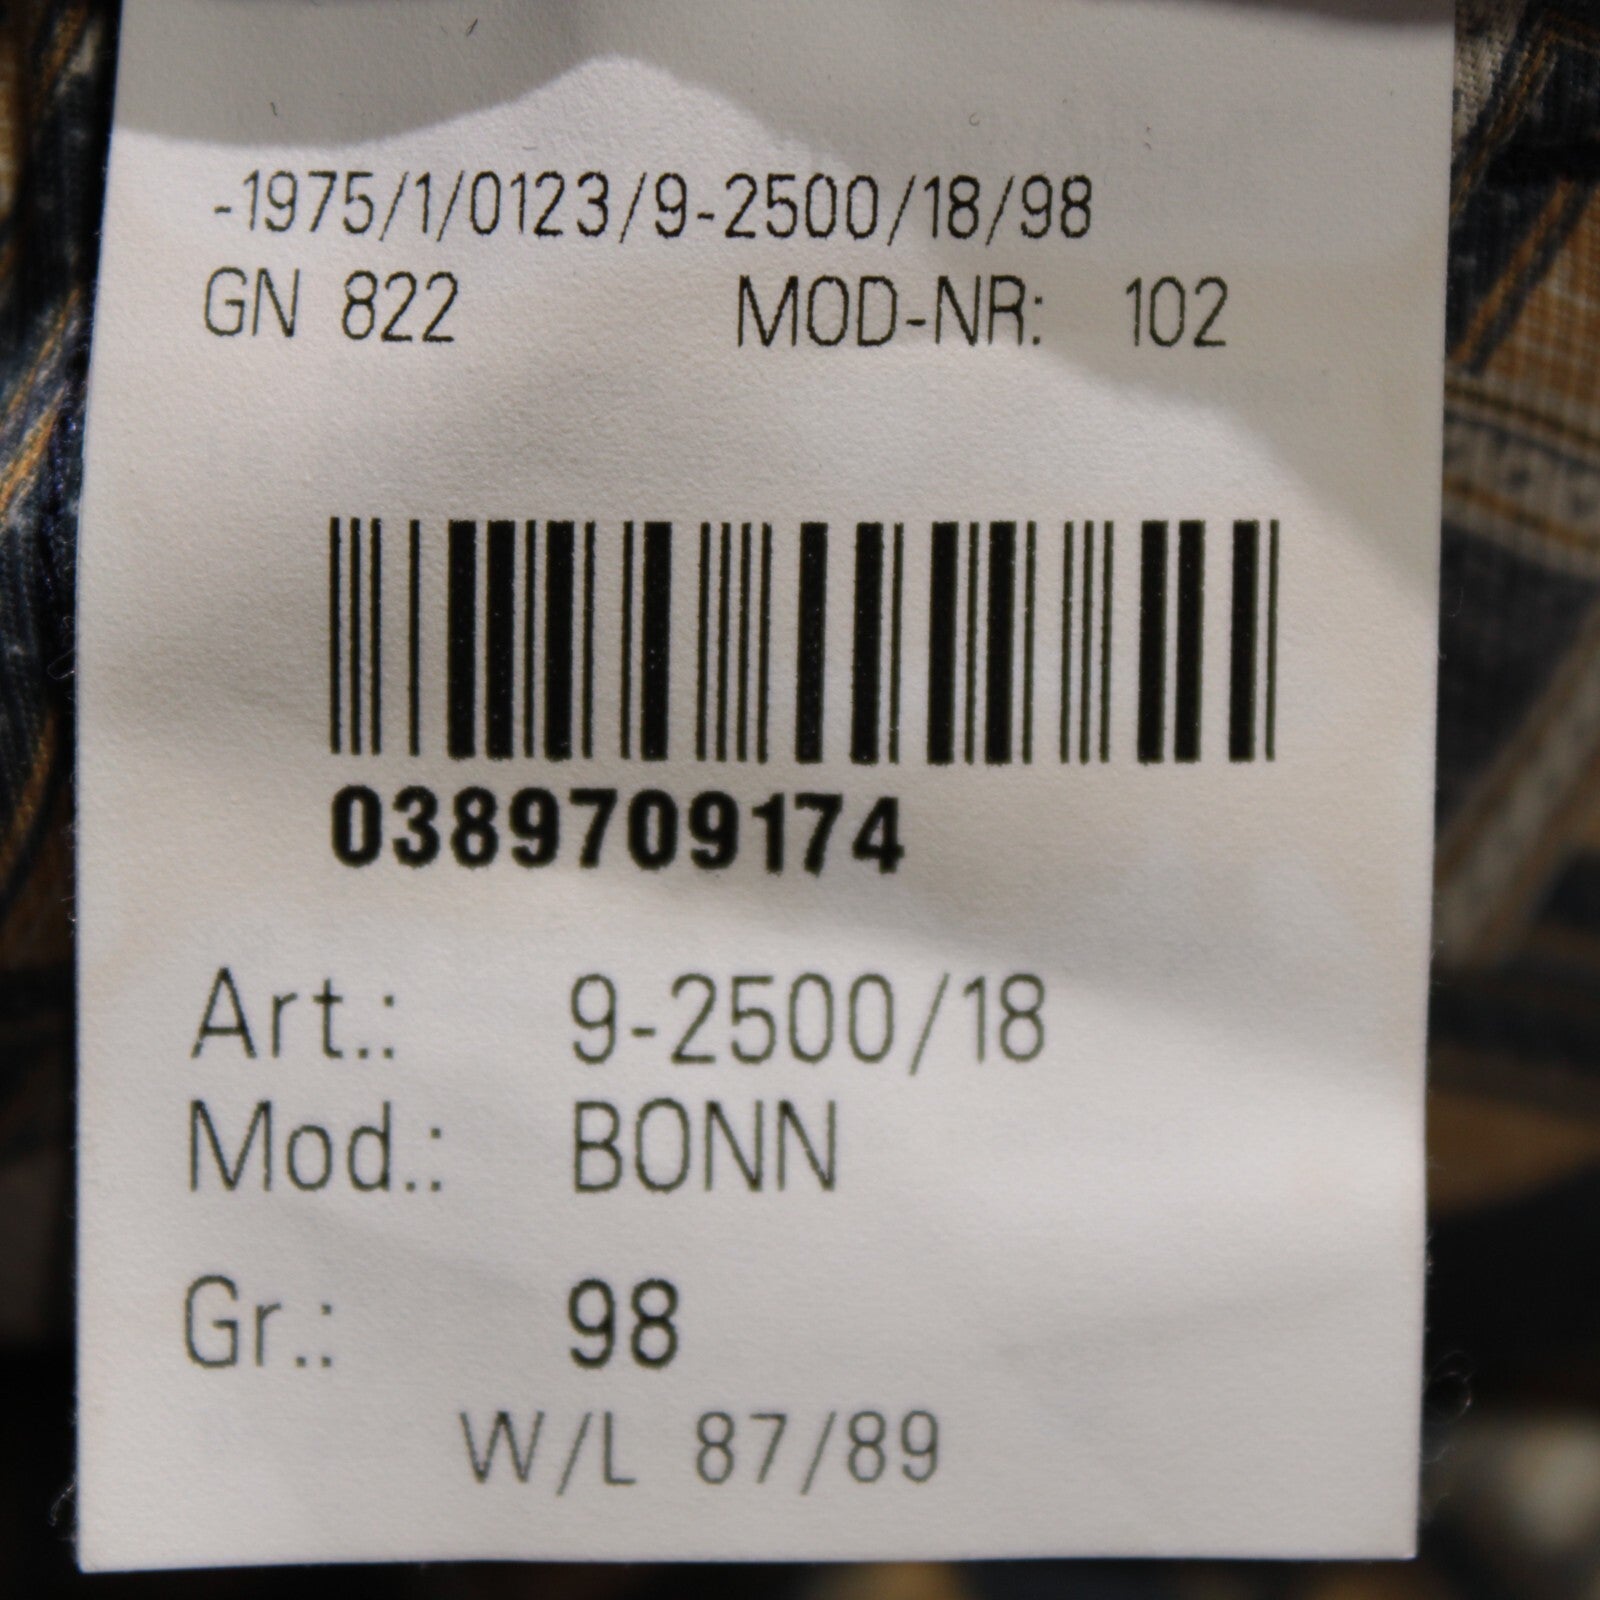 -1975/1/0123/9-2500/18/98
GN 822 MOD-NR: 102
0389709174
Art.: 9-2500/18
Mod.: BONN
Gr.: 98
W/L 87/89